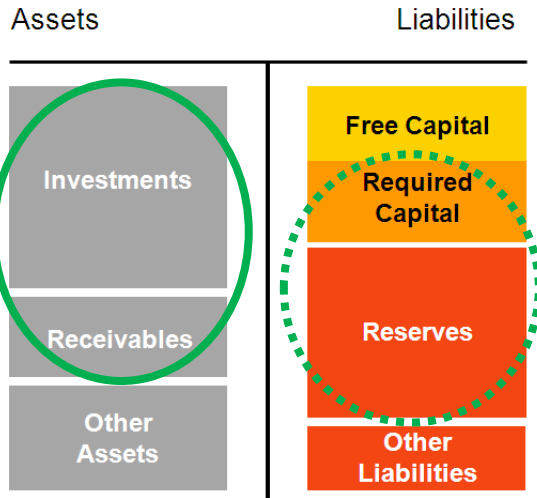 Assets
Liabilities
Investments
Receivables
Other
Assets
Free Capital
Required
Capital
Reserves
Other
Liabilities